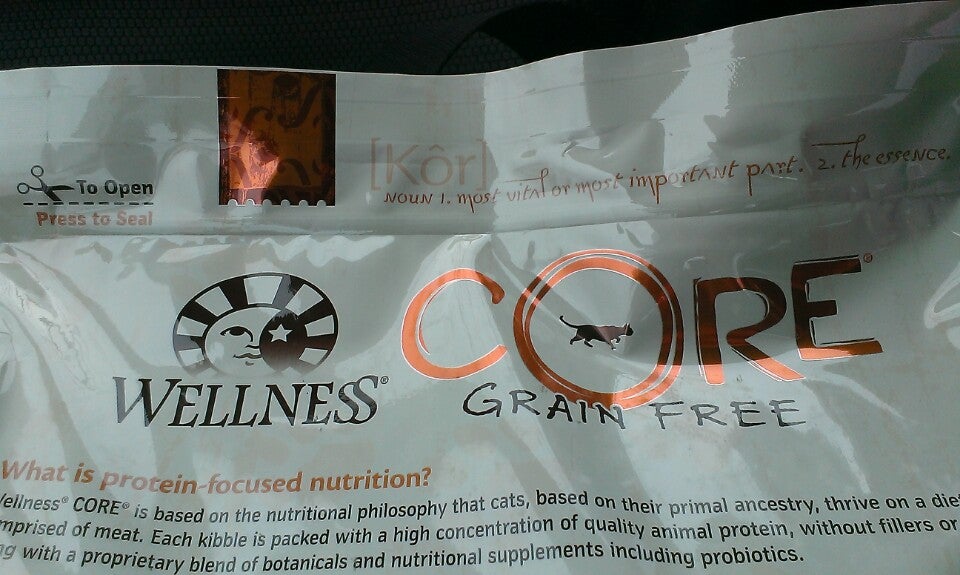 To Open
Press to Seal
[Kôr]
NOUN 1. most vital or most important part. 2. the essence.
WELLNESS®
CORE®
GRAIN FREE
What is protein-focused nutrition?
Wellness® CORE® is based on the nutritional philosophy that cats, based on their primal ancestry, thrive on a diet
mprised of meat. Each kibble is packed with a high concentration of quality animal protein, without fillers or
ng with a proprietary blend of botanicals and nutritional supplements including probiotics.